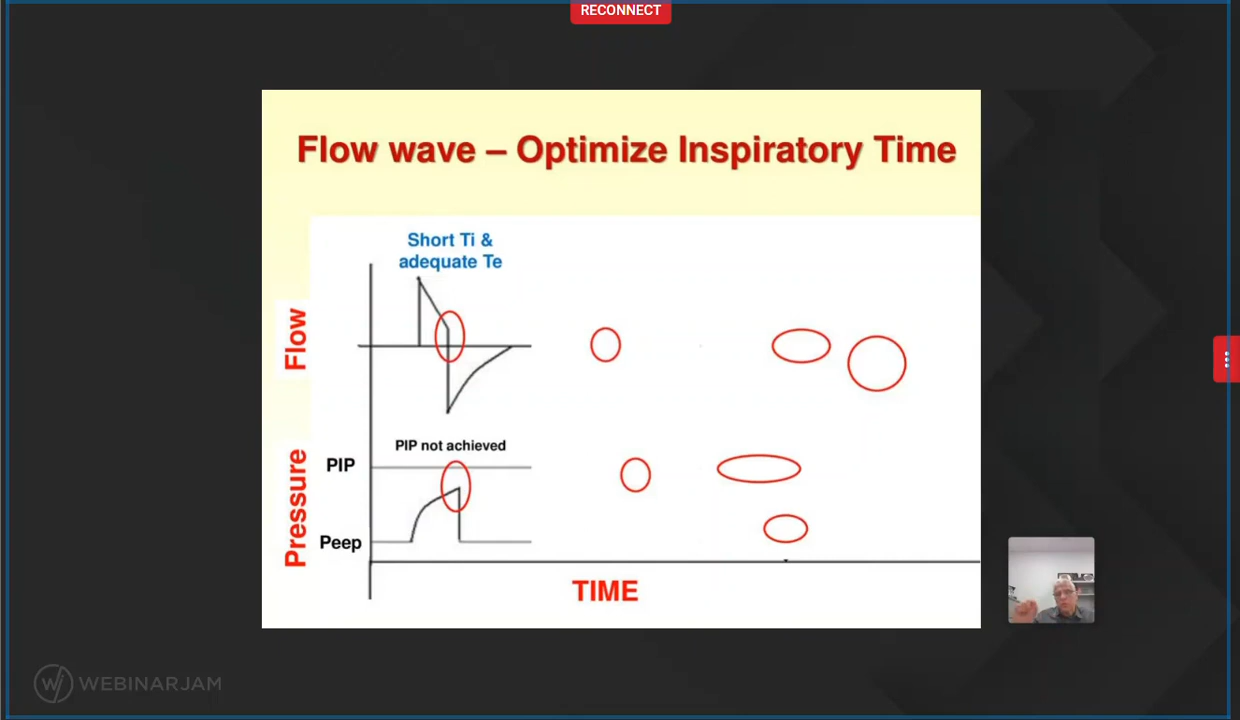 RECONNECT
Flow wave – Optimize Inspiratory Time
Short Ti &
adequate Te
Flow
PIP not achieved
PIP
Pressure
Peep
TIME
WEBINARJAM